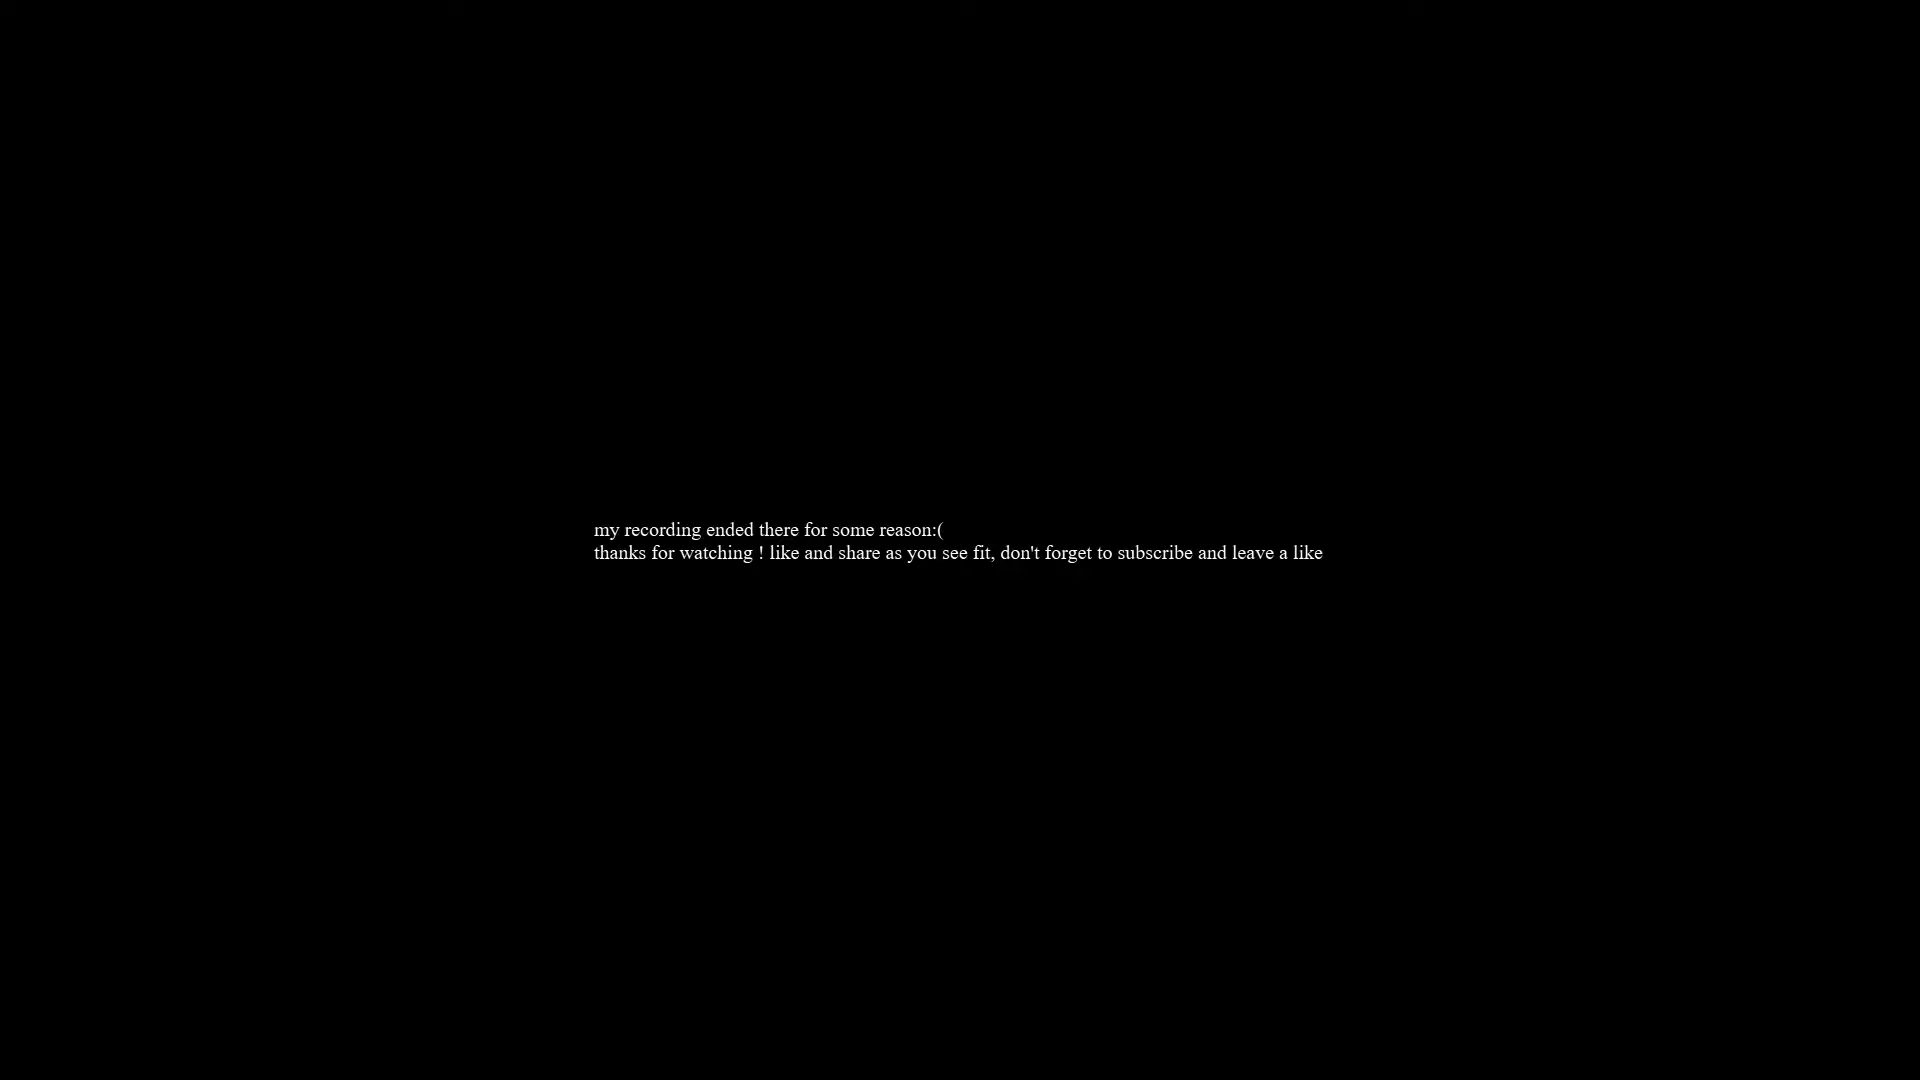 my recording ended there for some reason:(
thanks for watching ! like and share as you see fit, don't forget to subscribe and leave a like